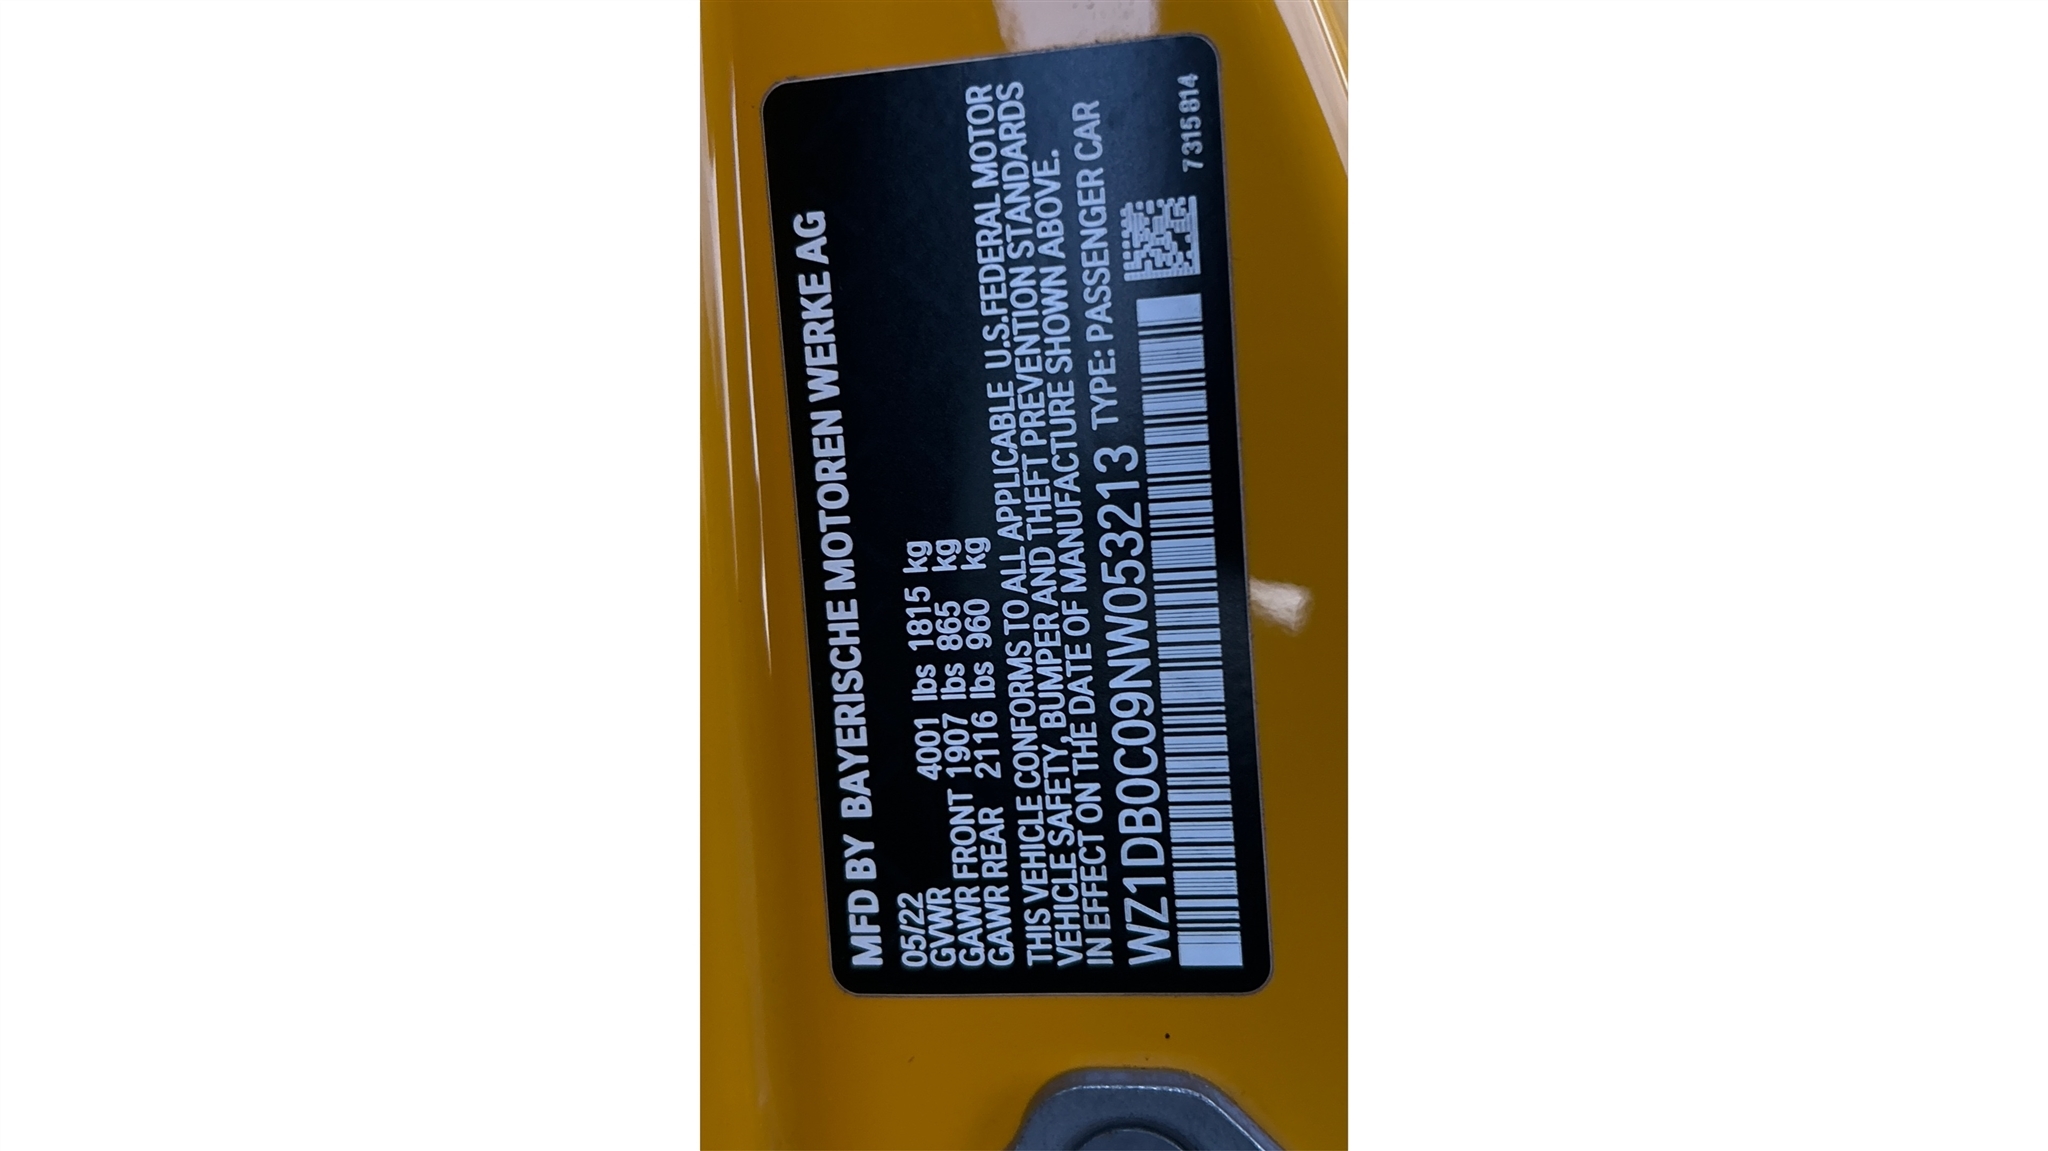 MFD BY BAYERISCHE MOTOREN WERKE AG
05/22
GVWR 4001 lbs 1815 kg
GAWR FRONT 1907 lbs 865 kg
GAWR REAR 2116 lbs 960 kg
THIS VEHICLE CONFORMS TO ALL APPLICABLE U.S.FEDERAL MOTOR
VEHICLE SAFETY, BUMPER AND THEFT PREVENTION STANDARDS
IN EFFECT ON THE DATE OF MANUFACTURE SHOWN ABOVE.
WZ1DB0C09NW053213 TYPE: PASSENGER CAR
7315814